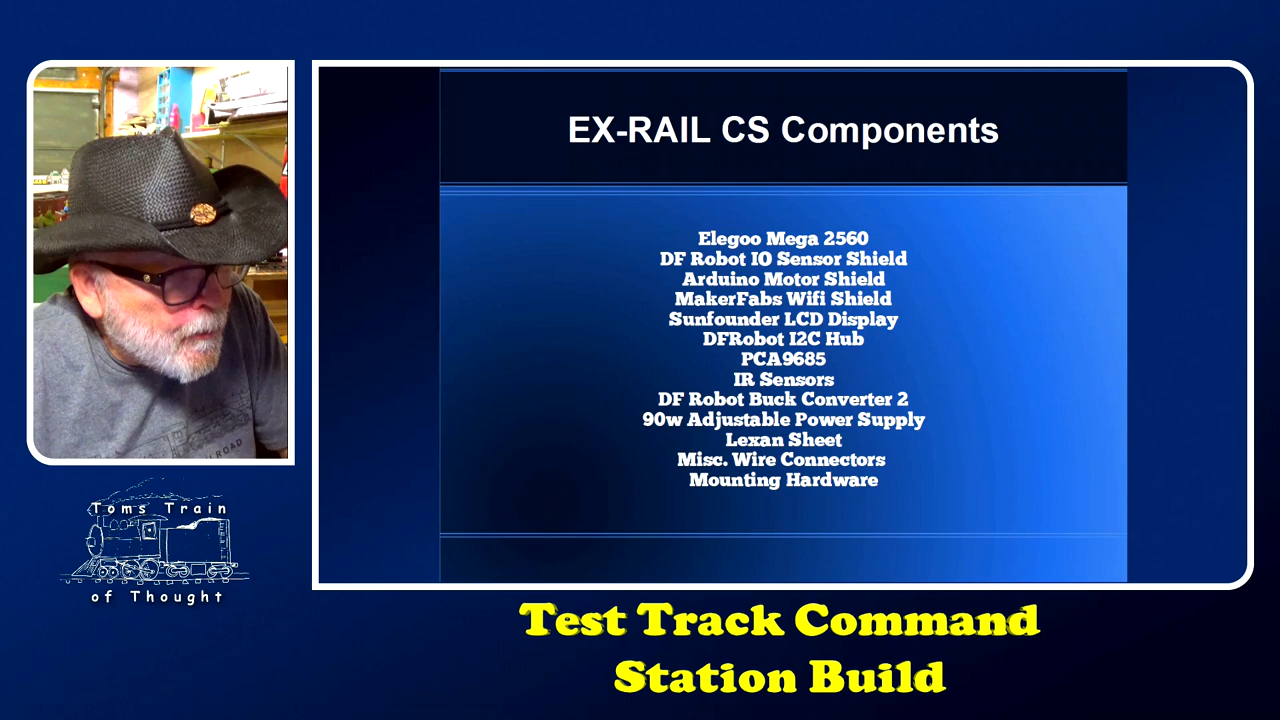 EX-RAIL CS Components
Elegoo Mega 2560
DF Robot IO Sensor Shield
Arduino Motor Shield
MakerFabs Wifi Shield
Sunfounder LCD Display
DFRobot I2C Hub
PCA9685
IR Sensors
DF Robot Buck Converter 2
90w Adjustable Power Supply
Lexan Sheet
Misc. Wire Connectors
Mounting Hardware
Toms Train
of Thought
Test Track Command
Station Build